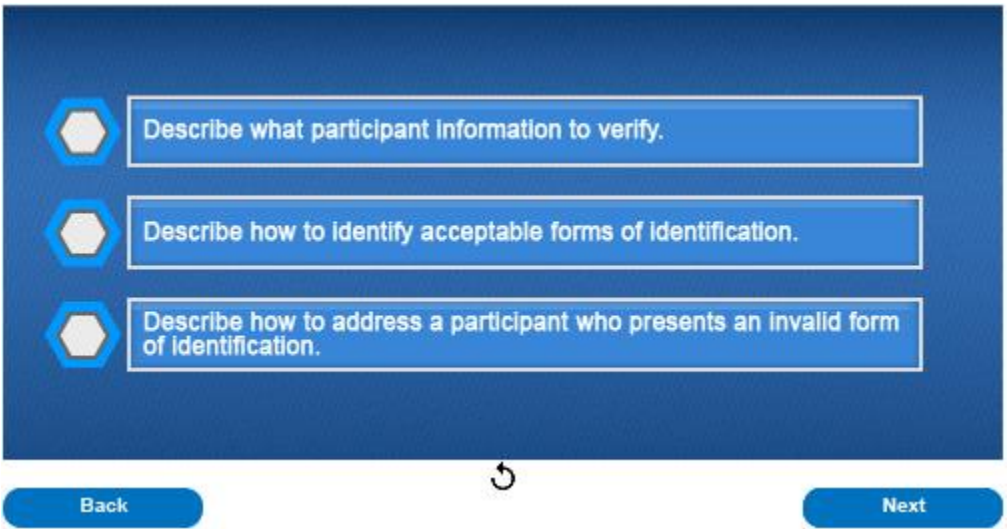 Describe what participant information to verify.
Describe how to identify acceptable forms of identification.
Describe how to address a participant who presents an invalid form
of identification.
Back
Next